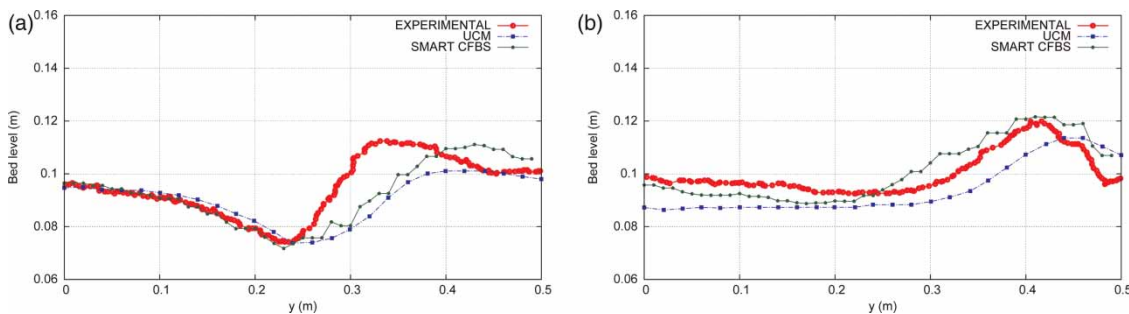 (a)
EXPERIMENTAL
UCM
SMART CFBS
0.16
0.14
0.12
0.1
0.08
0.06
Bed level (m)
0 0.1 0.2 0.3 0.4 0.5
y (m)
(b)
EXPERIMENTAL
UCM
SMART CFBS
0.16
0.14
0.12
0.1
0.08
0.06
Bed level (m)
0 0.1 0.2 0.3 0.4 0.5
y (m)